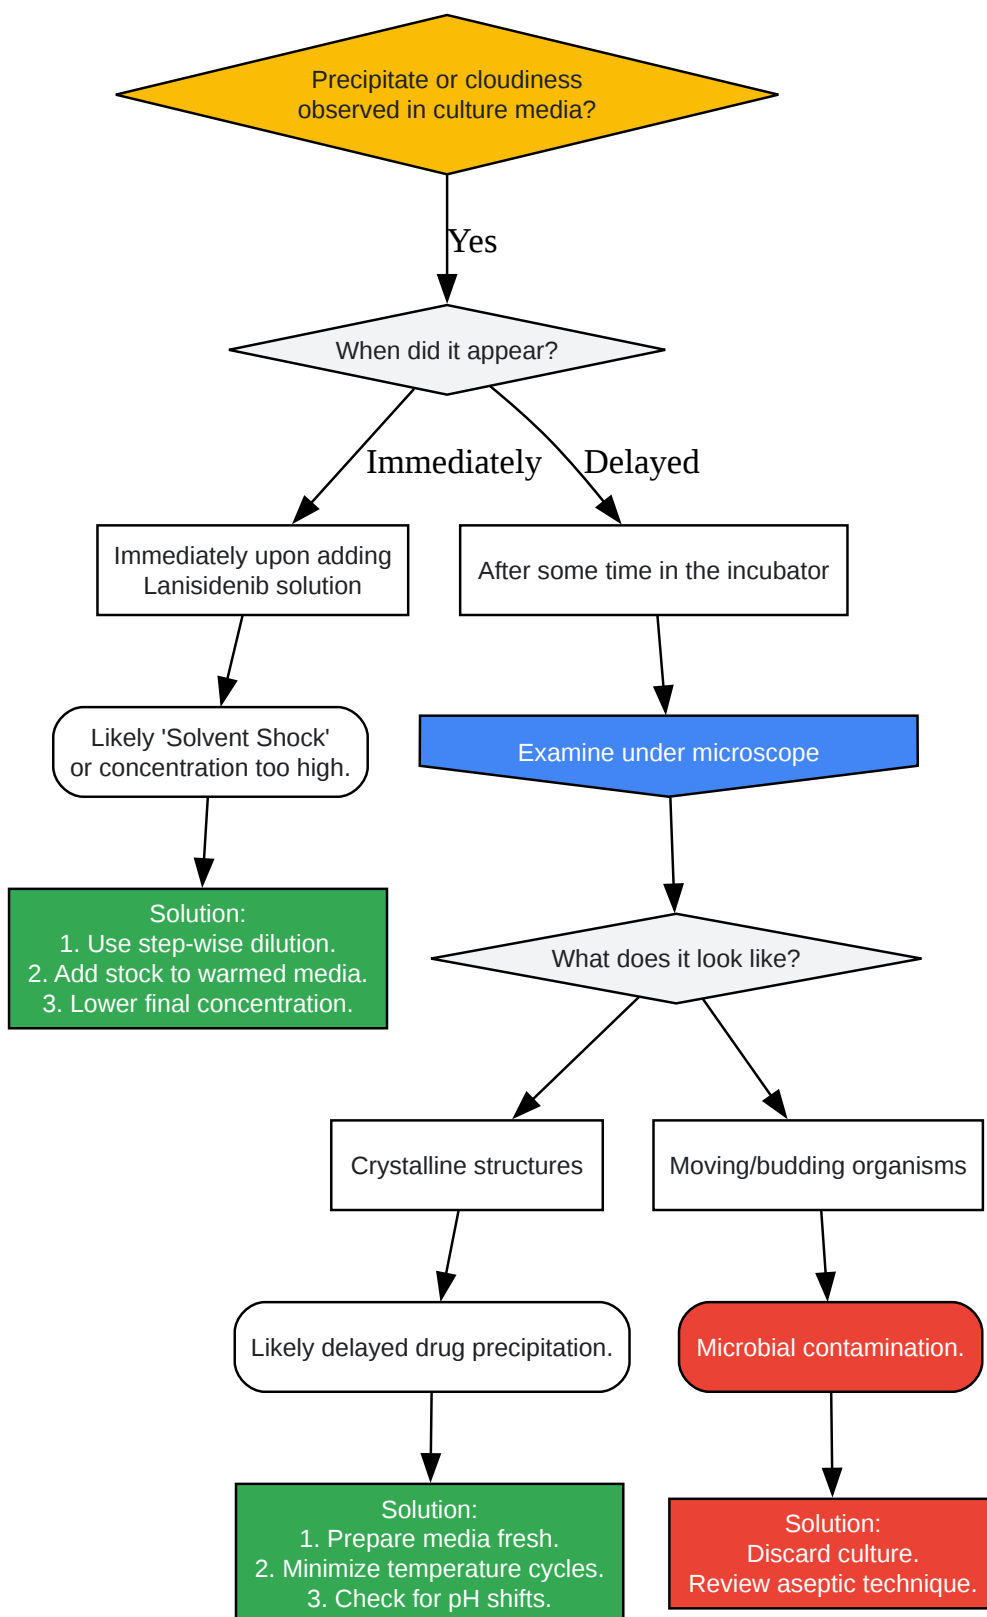 Precipitate or cloudiness
observed in culture media?
Yes
When did it appear?
Immediately
Delayed
Immediately upon adding
Lanisidenib solution
After some time in the incubator
Likely 'Solvent Shock'
or concentration too high.
Examine under microscope
Solution:
1. Use step-wise dilution.
2. Add stock to warmed media.
3. Lower final concentration.
What does it look like?
Crystalline structures
Moving/budding organisms
Likely delayed drug precipitation.
Microbial contamination.
Solution:
1. Prepare media fresh.
2. Minimize temperature cycles.
3. Check for pH shifts.
Solution:
Discard culture.
Review aseptic technique.